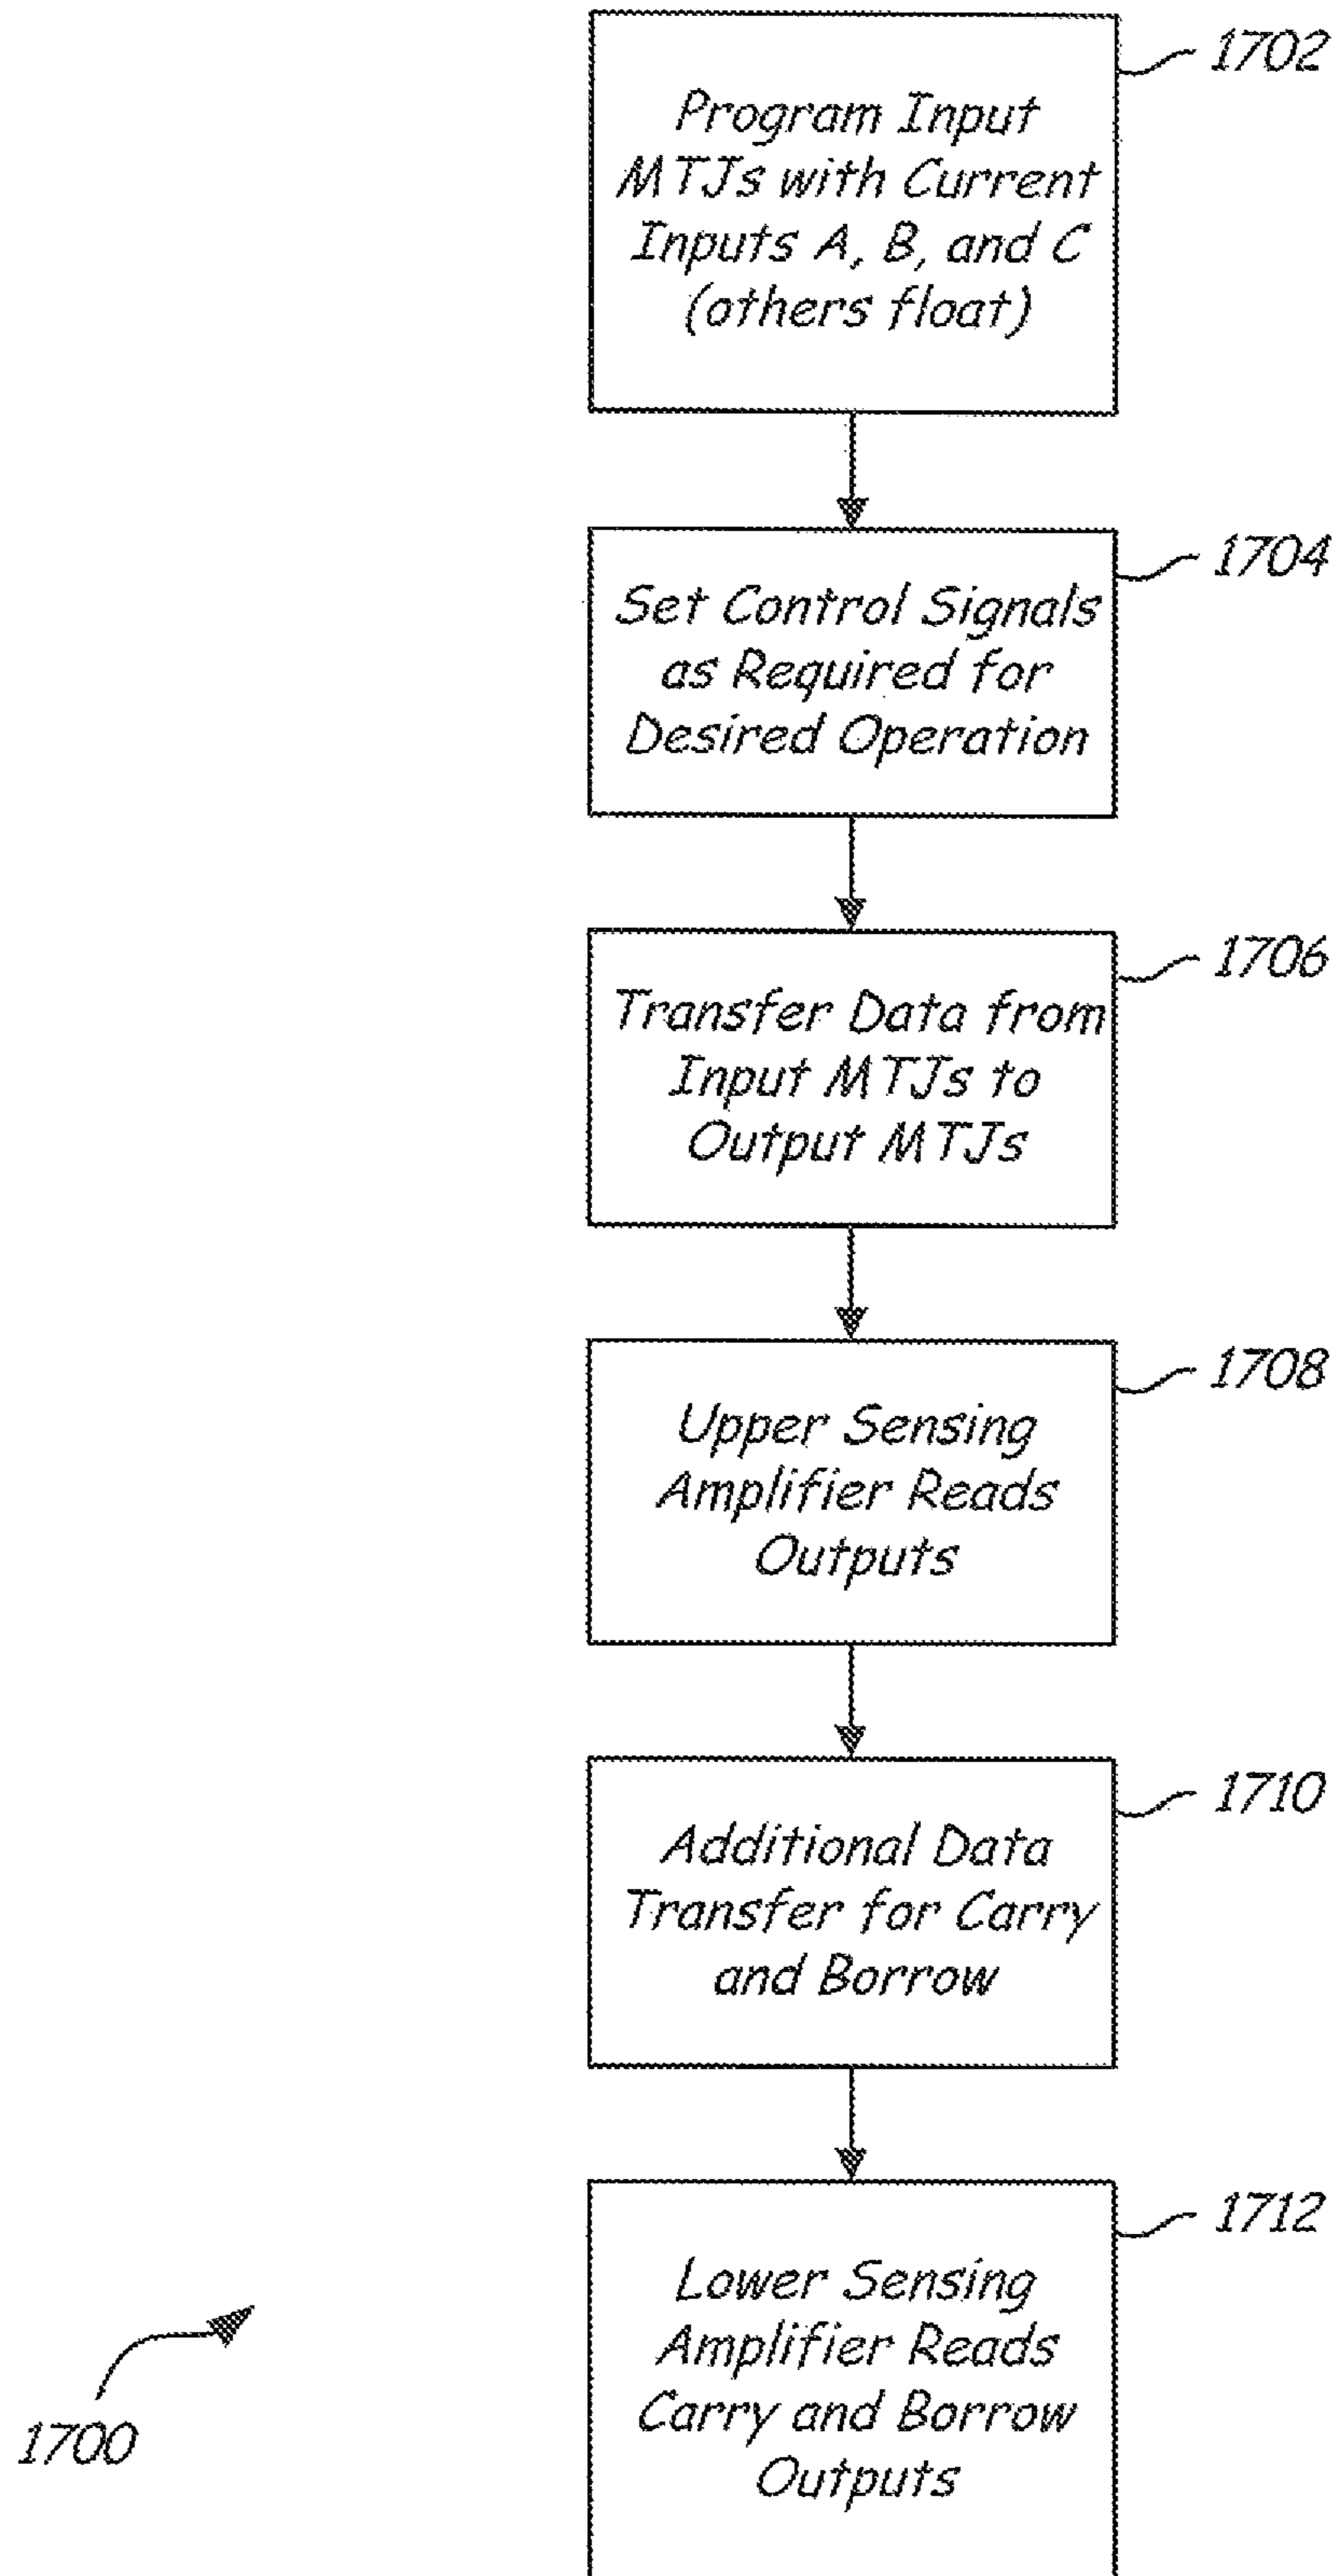 Program Input
MTJs with Current
Inputs A, B, and C
(others float)
1702
Set Control Signals
as Required for
Desired Operation
1704
Transfer Data from
Input MTJs to
Output MTJs
1706
Upper Sensing
Amplifier Reads
Outputs
1708
Additional Data
Transfer for Carry
and Borrow
1710
Lower Sensing
Amplifier Reads
Carry and Borrow
Outputs
1712
1700